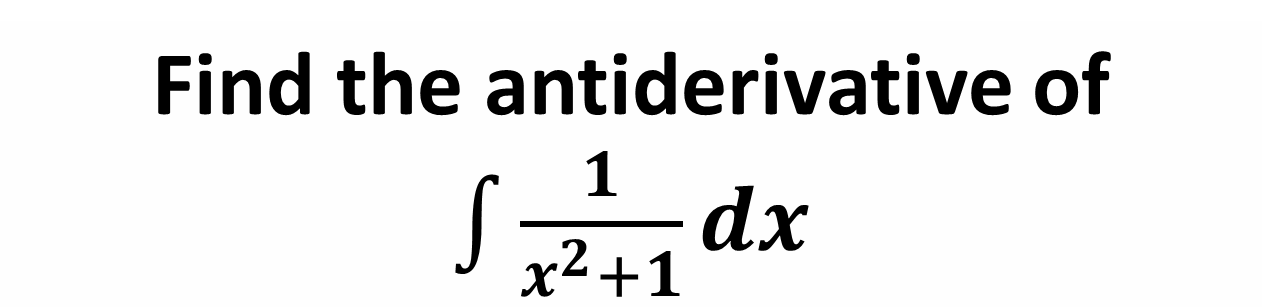 Find the antiderivative of
∫ 1/(x²+1) dx